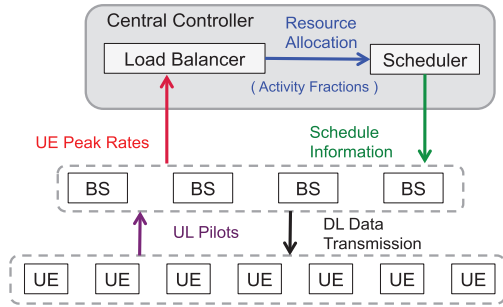 Central Controller
Resource
Allocation
Load Balancer
Scheduler
( Activity Fractions )
UE Peak Rates
Schedule
Information
BS BS BS BS
UL Pilots
DL Data
Transmission
UE UE UE UE UE UE UE